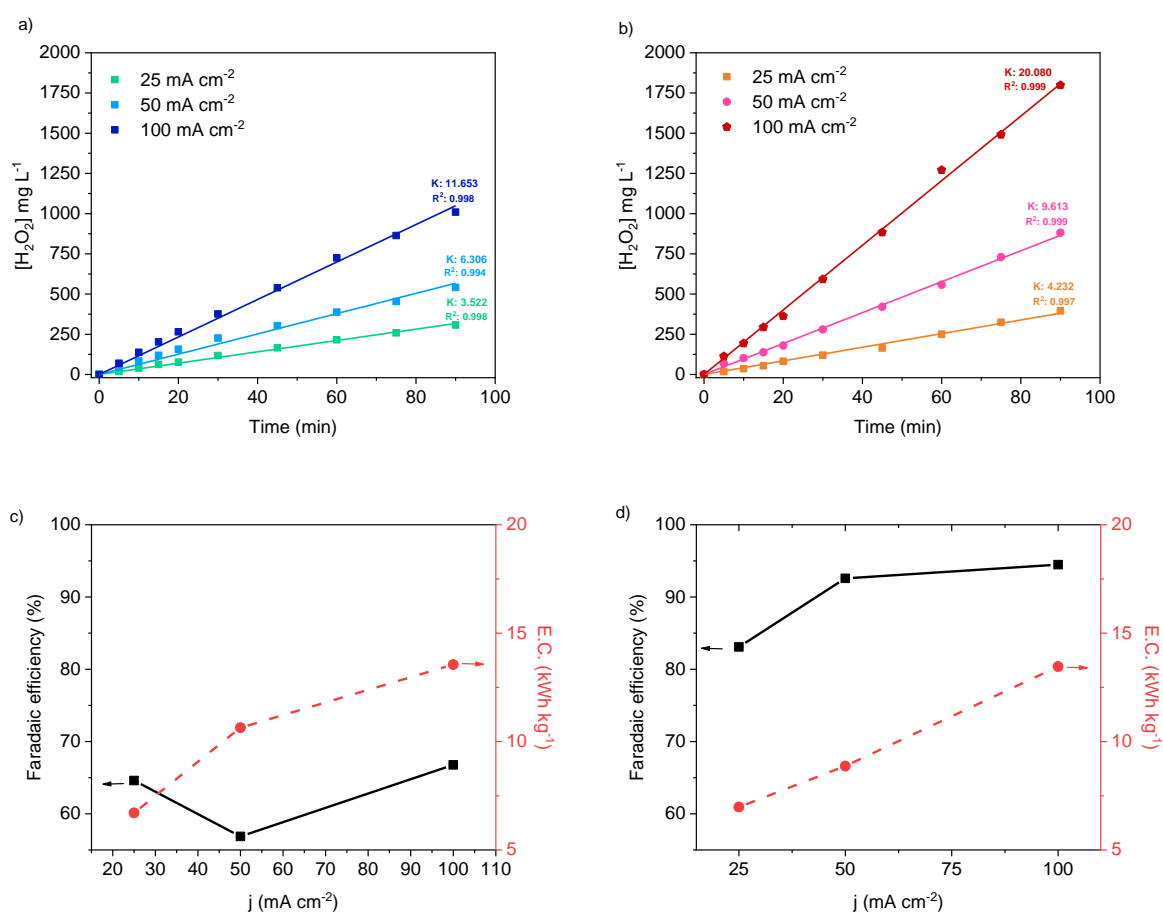 a)
[H₂O₂] mg L⁻¹
2000
1750
1500
1250
1000
750
500
250
0
25 mA cm⁻²
50 mA cm⁻²
100 mA cm⁻²
K: 11.653
R²: 0.998
K: 6.306
R²: 0.994
K: 3.522
R²: 0.998
0 20 40 60 80 100
Time (min)
b)
[H₂O₂] mg L⁻¹
2000
1750
1500
1250
1000
750
500
250
0
25 mA cm⁻²
50 mA cm⁻²
100 mA cm⁻²
K: 20.080
R²: 0.999
K: 9.613
R²: 0.999
K: 4.232
R²: 0.997
0 20 40 60 80 100
Time (min)
c)
Faradaic efficiency (%)
100
90
80
70
60
20
15
10
5
E.C. (kWh kg⁻¹)
20 30 40 50 60 70 80 90 100 110
j (mA cm⁻²)
d)
Faradaic efficiency (%)
100
90
80
70
60
20
15
10
5
E.C. (kWh kg⁻¹)
25 50 75 100
j (mA cm⁻²)